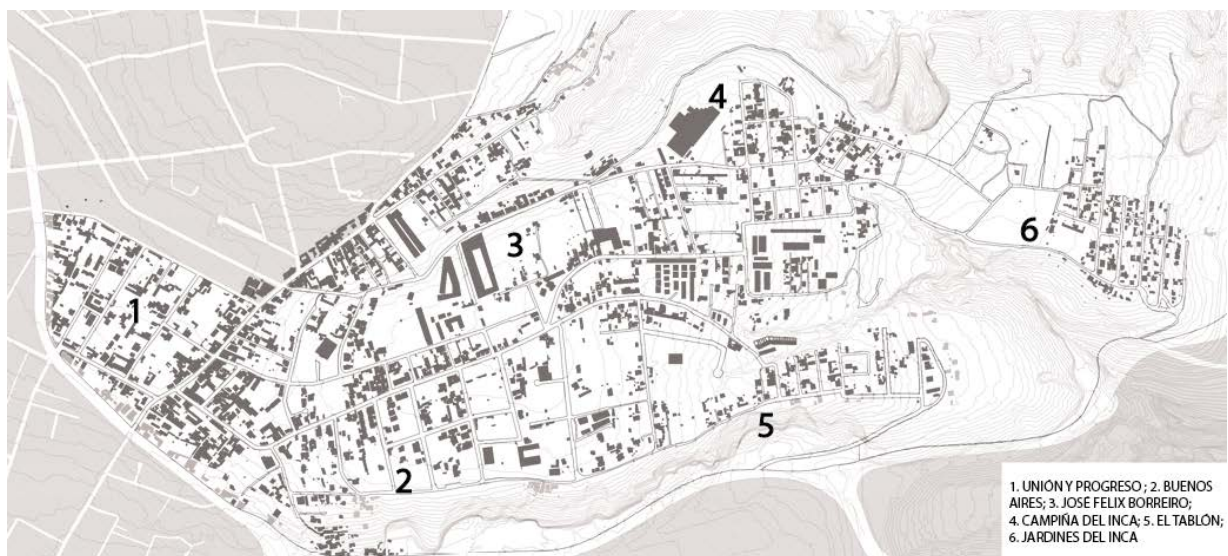 4
3
6
1
2
5
1. UNIÓN Y PROGRESO ; 2. BUENOS
AIRES; 3. JOSÉ FELIX BORREIRO;
4. CAMPIÑA DEL INCA; 5. EL TABLÓN;
6. JARDINES DEL INCA